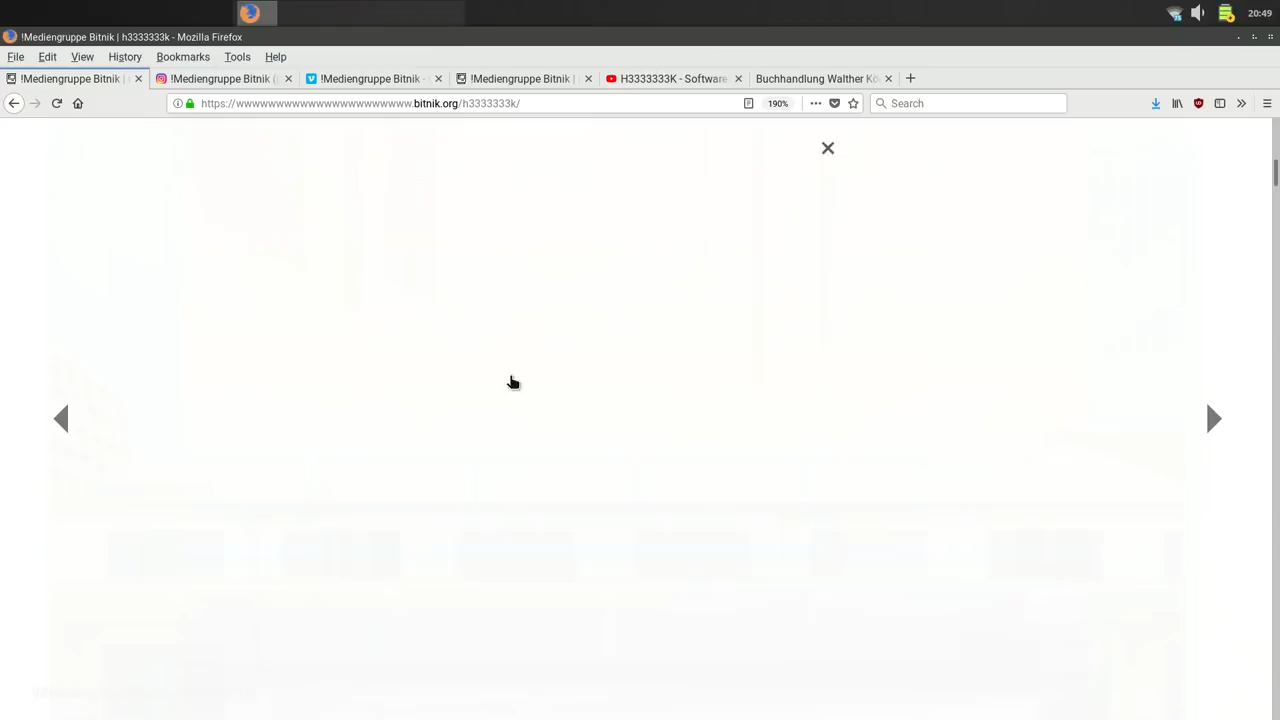 20:49
!Mediengruppe Bitnik | h3333333k - Mozilla Firefox
File Edit View History Bookmarks Tools Help
!Mediengruppe Bitnik | !Mediengruppe Bitnik ( !Mediengruppe Bitnik - !Mediengruppe Bitnik | H3333333K - Software Buchhandlung Walther Kö
https://wwwwwwwwwwwwwwwwwwwwww.bitnik.org/h3333333k/ 190% Search